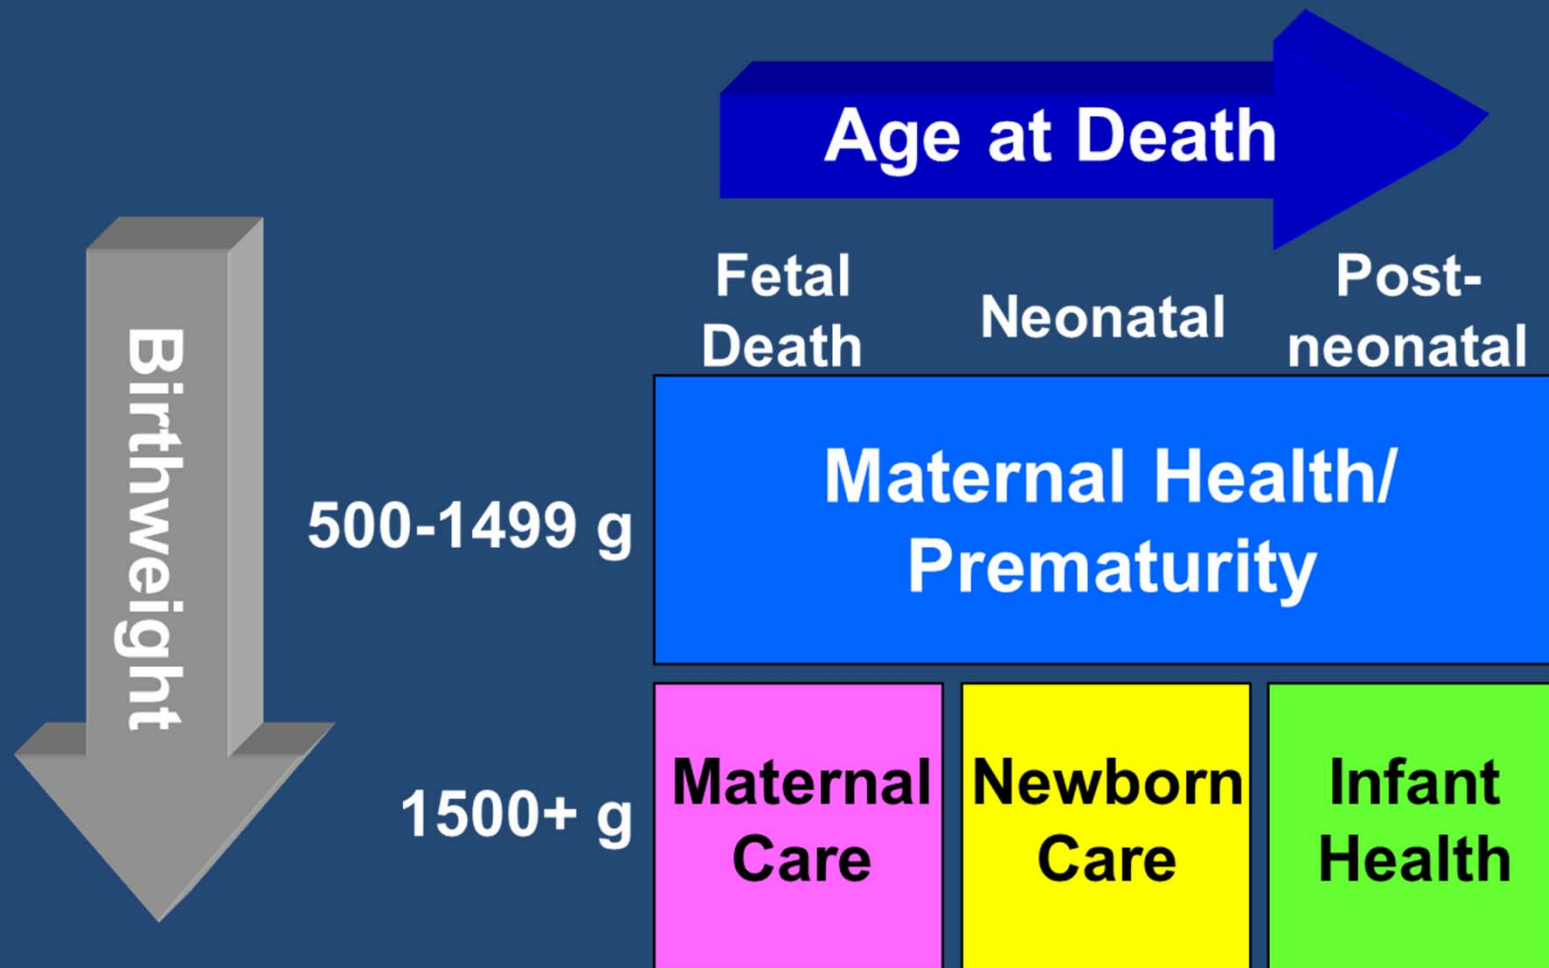 Age at Death
Fetal
Death
Neonatal
Post-
neonatal
Birthweight
500-1499 g
Maternal Health/
Prematurity
1500+ g
Maternal
Care
Newborn
Care
Infant
Health